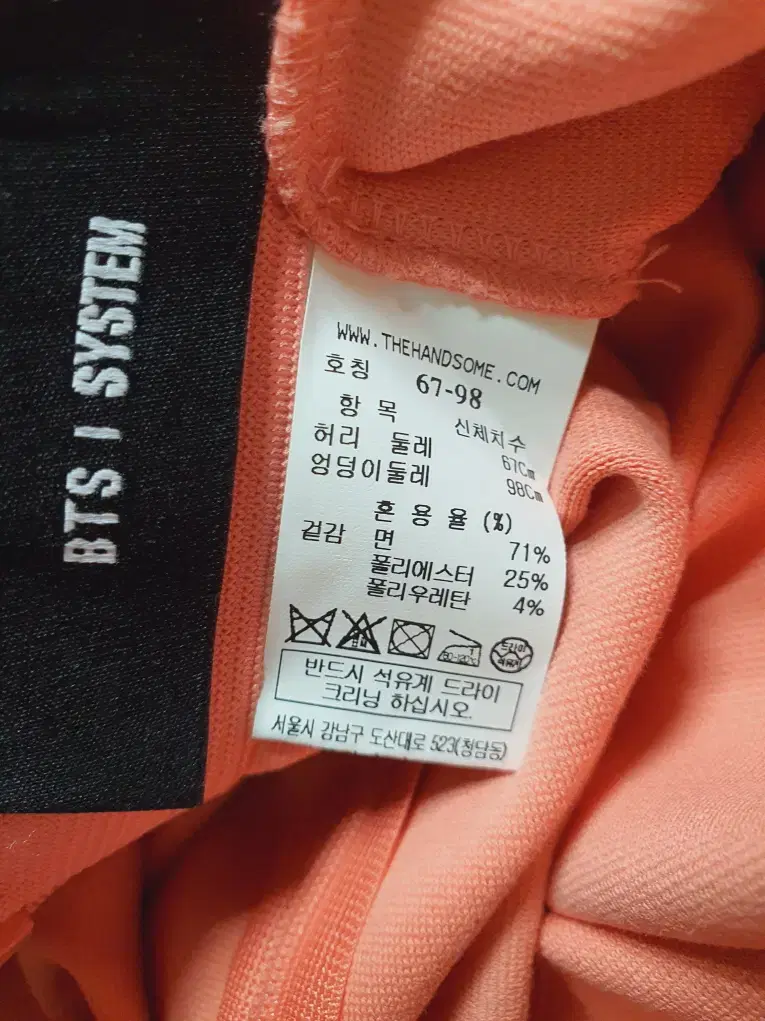 BTS | SYSTEM
WWW.THEHANDSOME.COM
호칭 67-98
항 목 신체치수
허리 둘레 67Cm
엉덩이둘레 98Cm
혼 용 율 (%)
겉감 면 71%
폴리에스터 25%
폴리우레탄 4%
드라이
반드시 석유계 드라이
크리닝 하십시오.
서울시 강남구 도산대로 523(청담동)